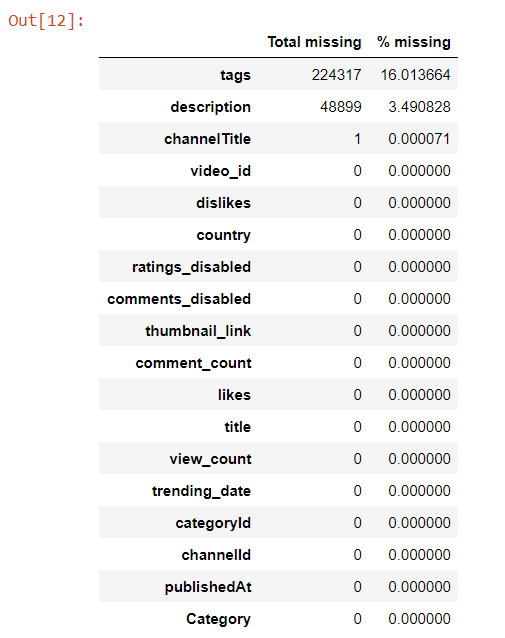 Out[12]:
Total missing % missing
tags 224317 16.013664
description 48899 3.490828
channelTitle 1 0.000071
video_id 0 0.000000
dislikes 0 0.000000
country 0 0.000000
ratings_disabled 0 0.000000
comments_disabled 0 0.000000
thumbnail_link 0 0.000000
comment_count 0 0.000000
likes 0 0.000000
title 0 0.000000
view_count 0 0.000000
trending_date 0 0.000000
categoryId 0 0.000000
channelId 0 0.000000
publishedAt 0 0.000000
Category 0 0.000000